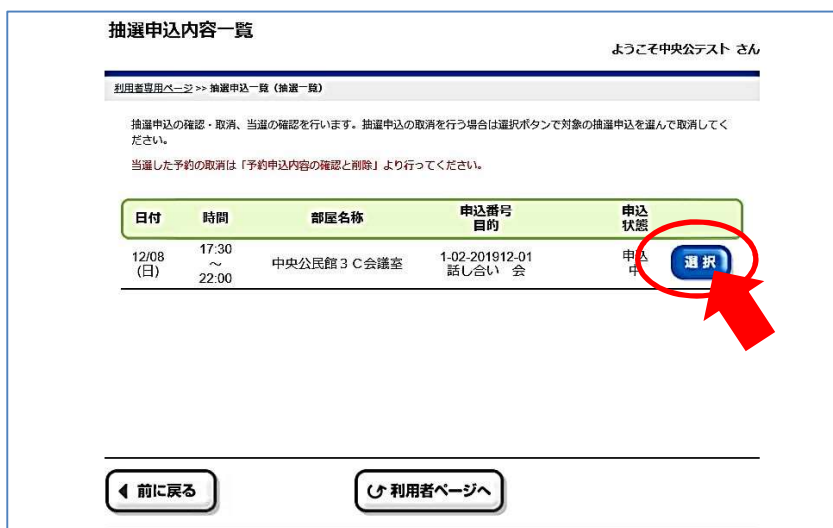 抽選申込内容一覧
ようこそ中央公テスト さん
利用者専用ページ >> 抽選申込一覧（抽選一覧）
抽選申込の確認・取消、当選の確認を行います。抽選申込の取消を行う場合は選択ボタンで対象の抽選申込を選んで取消してく
ださい。
当選した予約の取消は「予約申込内容の確認と削除」より行ってください。
日付 時間 部屋名称 申込番号 目的 申込 状態
12/08 (日) 17:30 ～ 22:00 中央公民館３Ｃ会議室 1-02-201912-01 話し合い 会 申込 中 選択
前に戻る 利用者ページへ